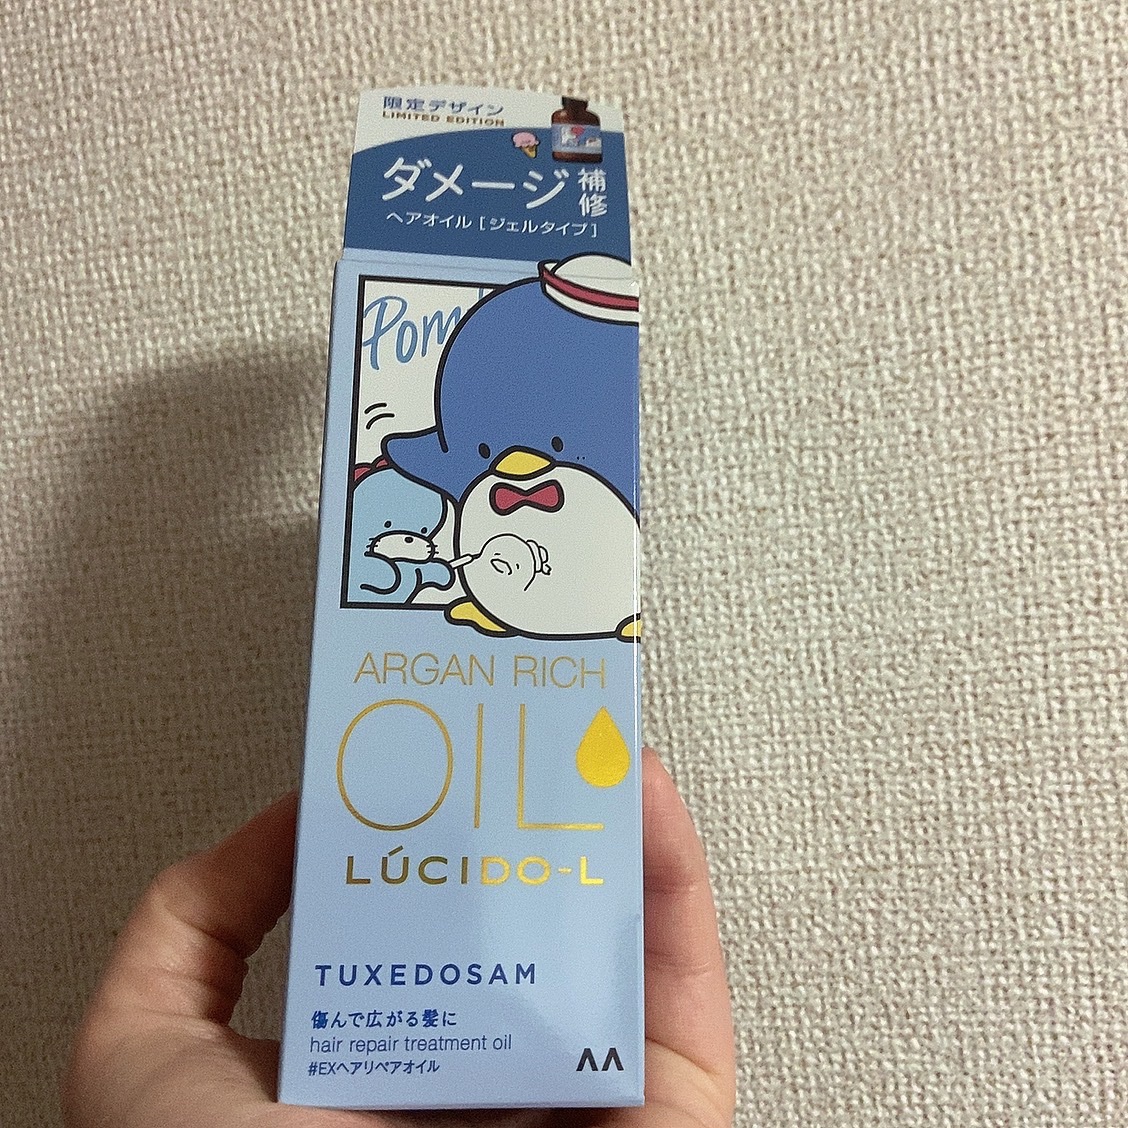 限定デザイン
LIMITED EDITION
ダメージ補修
ヘアオイル[ジェルタイプ]
Pom
ARGAN RICH
OIL
LÚCIDO-L
TUXEDOSAM
傷んで広がる髪に
hair repair treatment oil
#EXヘアリペアオイル